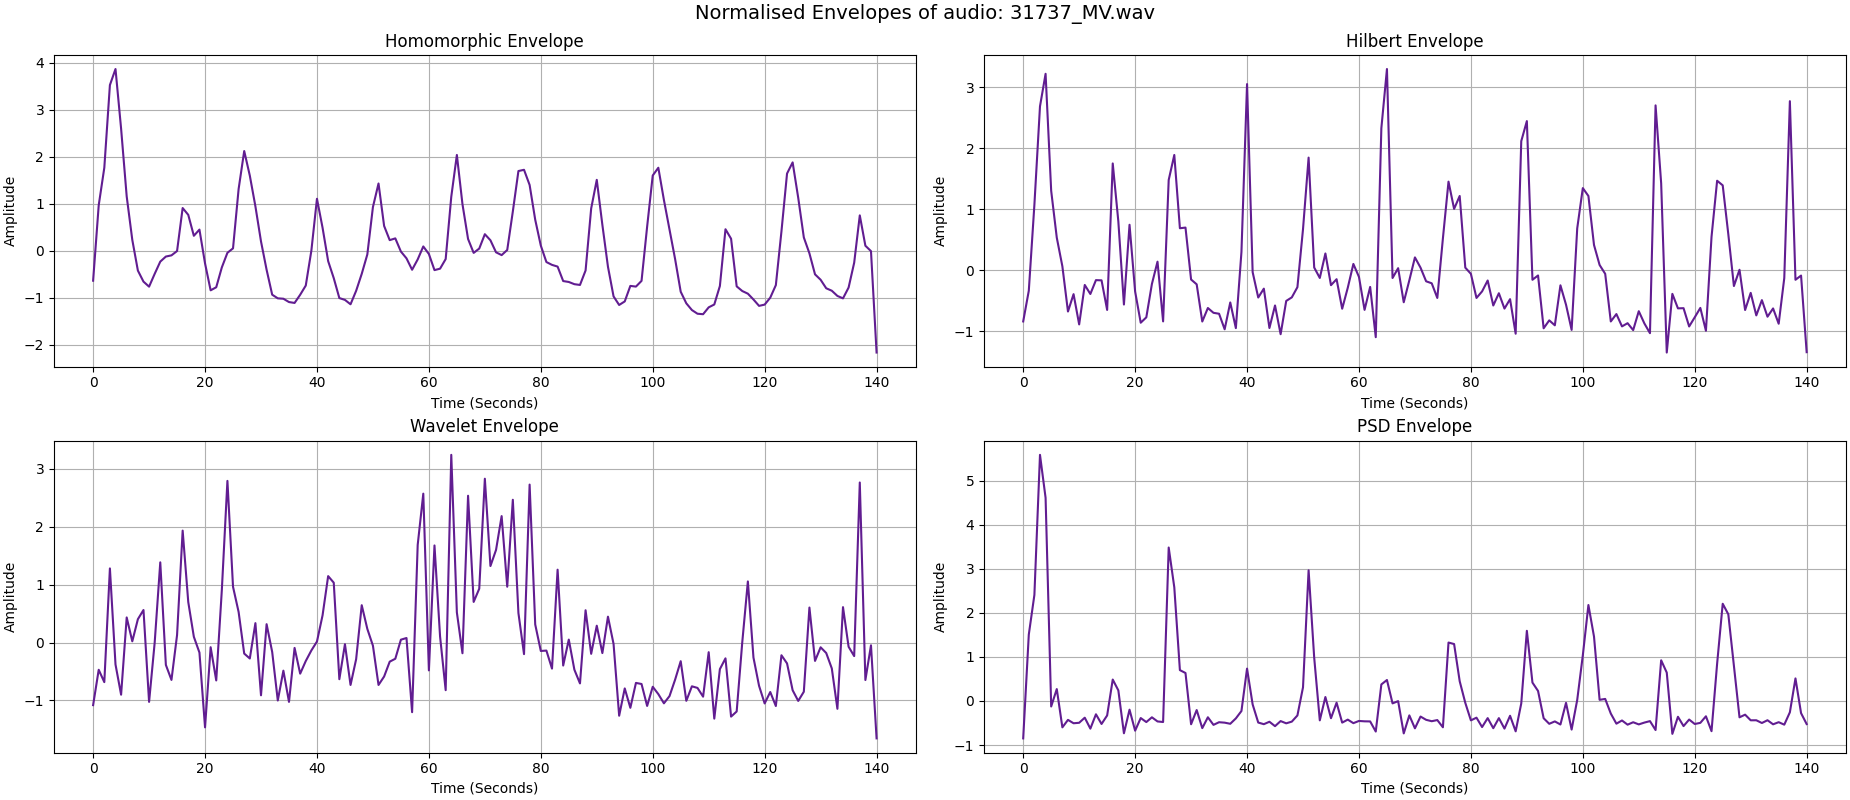 Normalised Envelopes of audio: 31737_MV.wav
Homomorphic Envelope
Amplitude
4
3
2
1
0
−1
−2
0 20 40 60 80 100 120 140
Time (Seconds)
Hilbert Envelope
Amplitude
3
2
1
0
−1
0 20 40 60 80 100 120 140
Time (Seconds)
Wavelet Envelope
Amplitude
3
2
1
0
−1
0 20 40 60 80 100 120 140
Time (Seconds)
PSD Envelope
Amplitude
5
4
3
2
1
0
−1
0 20 40 60 80 100 120 140
Time (Seconds)